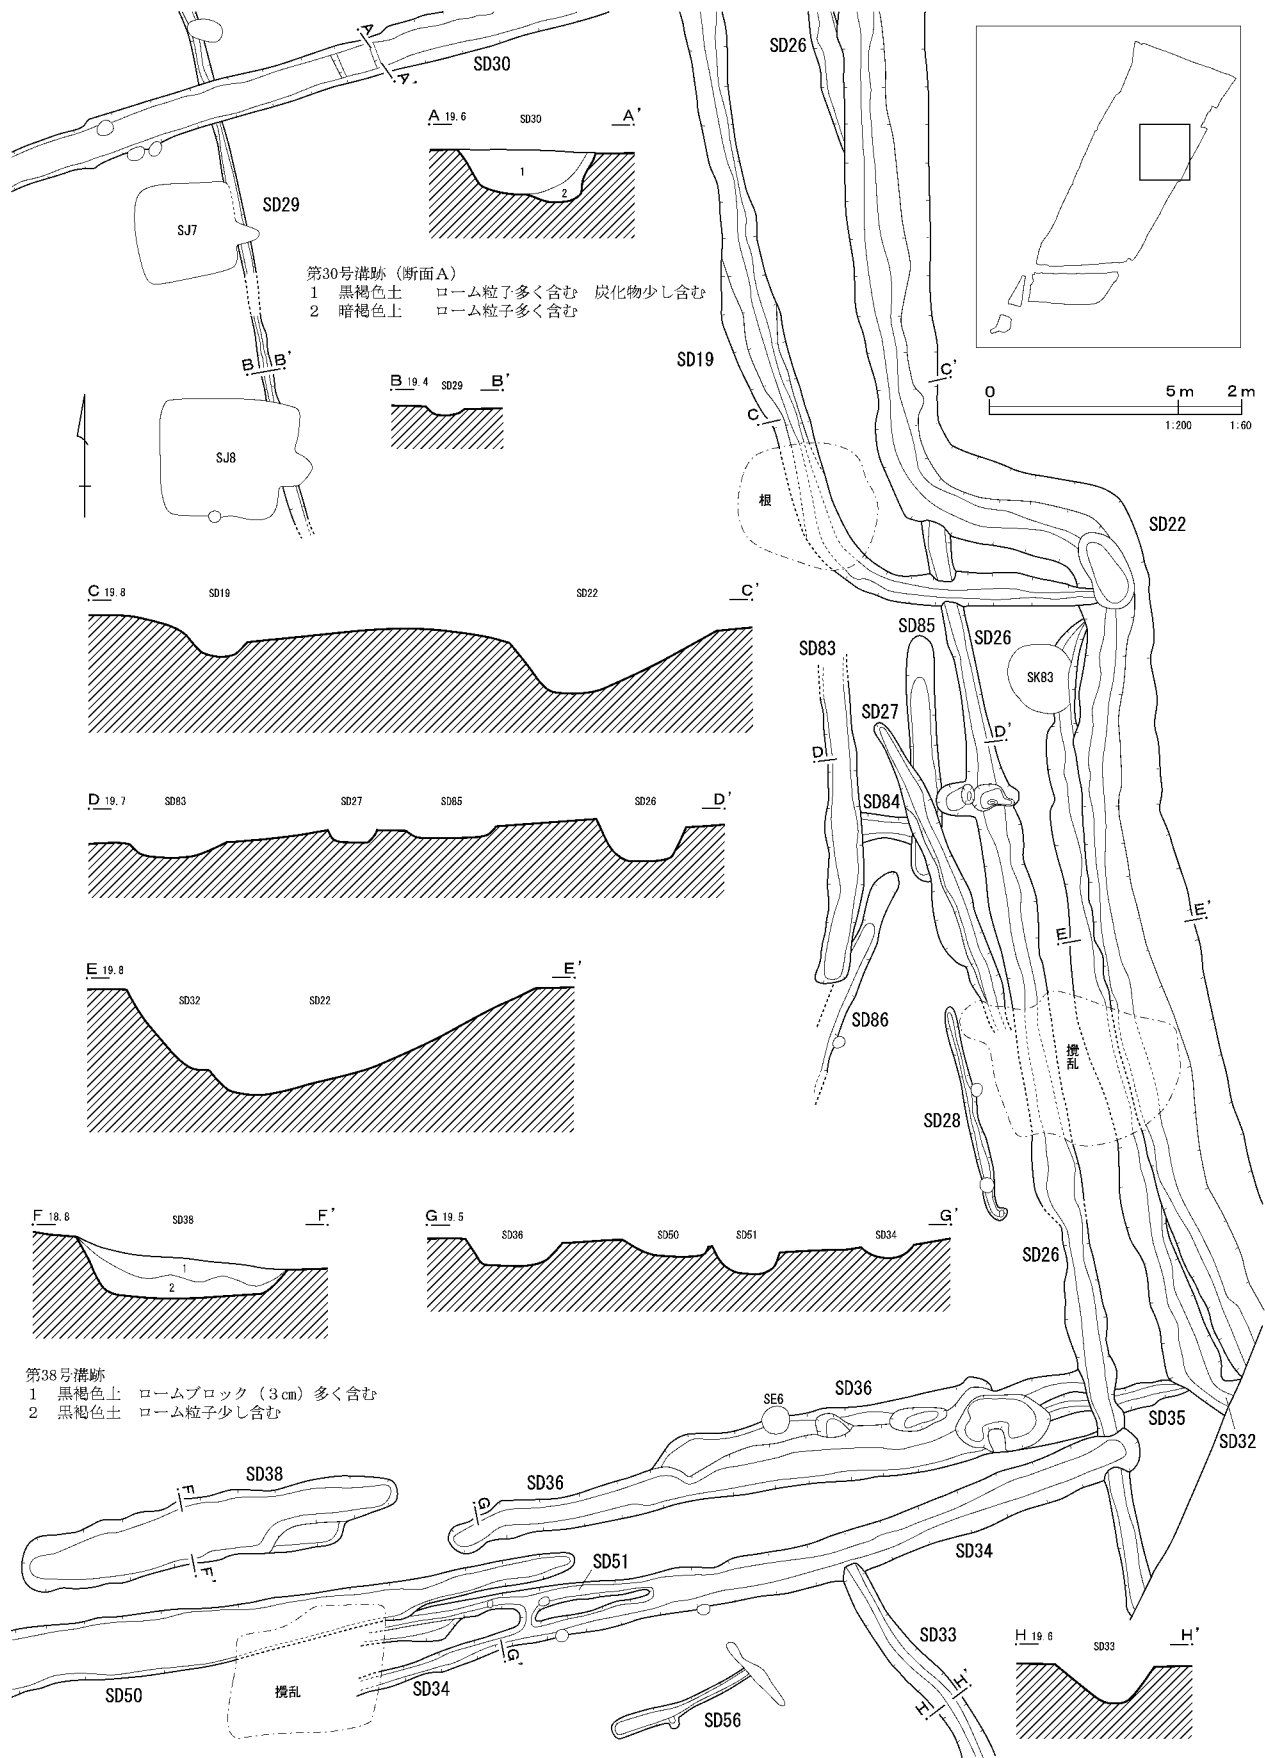 SD26
A
A'
SD30
A 19.6 SD30 A'
1
2
SD29
SJ7
第30号溝跡（断面A）
1 黒褐色土 ローム粒子多く含む 炭化物少し含む
2 暗褐色土 ローム粒子多く含む
SD19
B B'
B 19.4 SD29 B'
C'
C
0 5m 2m
1:200 1:60
SJ8
根
SD22
C 19.8 SD19 SD22 C'
SD85
SD26
SD83
SK83
SD27
D
D'
D 19.7 SD83 SD27 SD85 SD26 D'
SD84
E
E'
E 19.8 SD32 SD22 E'
SD86
攪乱
SD28
F 18.8 SD38 F'
1
2
G 19.5 SD36 SD50 SD51 SD34 G'
SD26
第38号溝跡
1 黒褐色土 ロームブロック（3㎝）多く含む
2 黒褐色土 ローム粒子少し含む
SE6
SD36
SD35
SD32
SD38
F
F'
SD36
G
G'
SD51
SD34
SD33
H 19.6 SD33 H'
H
H'
SD50
攪乱
SD34
SD56